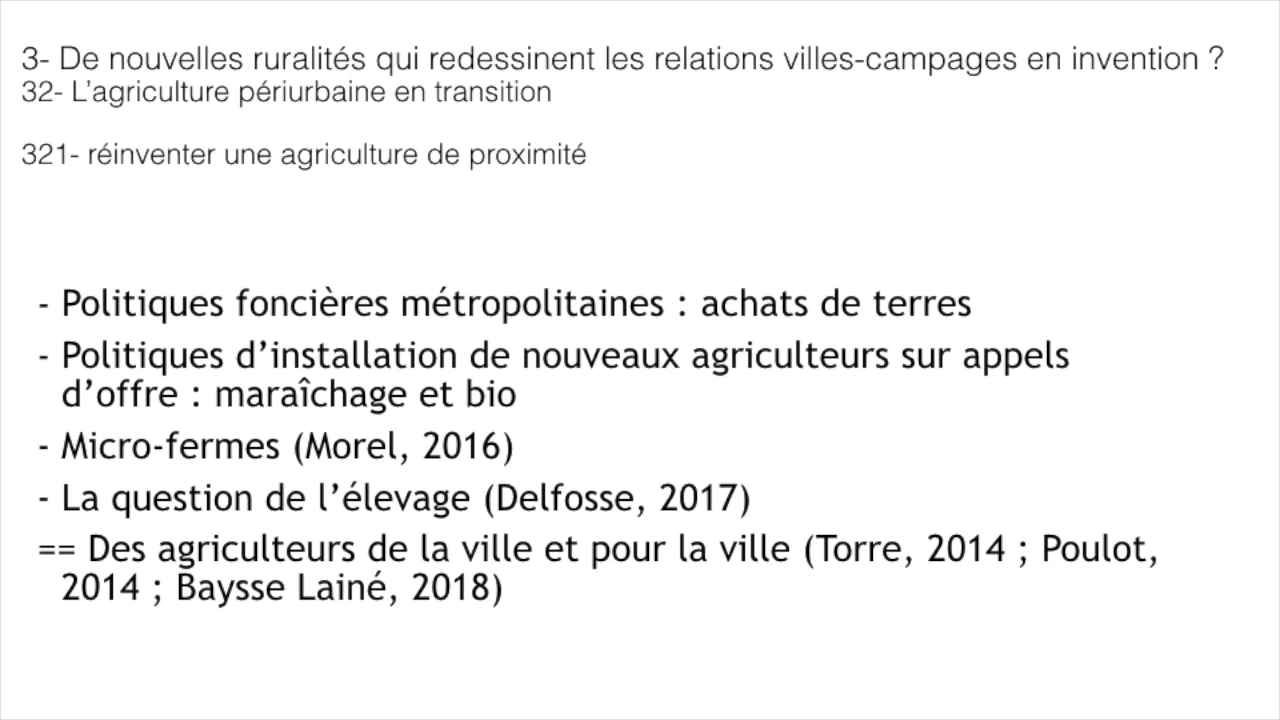 3- De nouvelles ruralités qui redessinent les relations villes-campages en invention ?
32- L’agriculture périurbaine en transition
321- réinventer une agriculture de proximité
- Politiques foncières métropolitaines : achats de terres
- Politiques d’installation de nouveaux agriculteurs sur appels
d’offre : maraîchage et bio
- Micro-fermes (Morel, 2016)
- La question de l’élevage (Delfosse, 2017)
== Des agriculteurs de la ville et pour la ville (Torre, 2014 ; Poulot,
2014 ; Baysse Lainé, 2018)